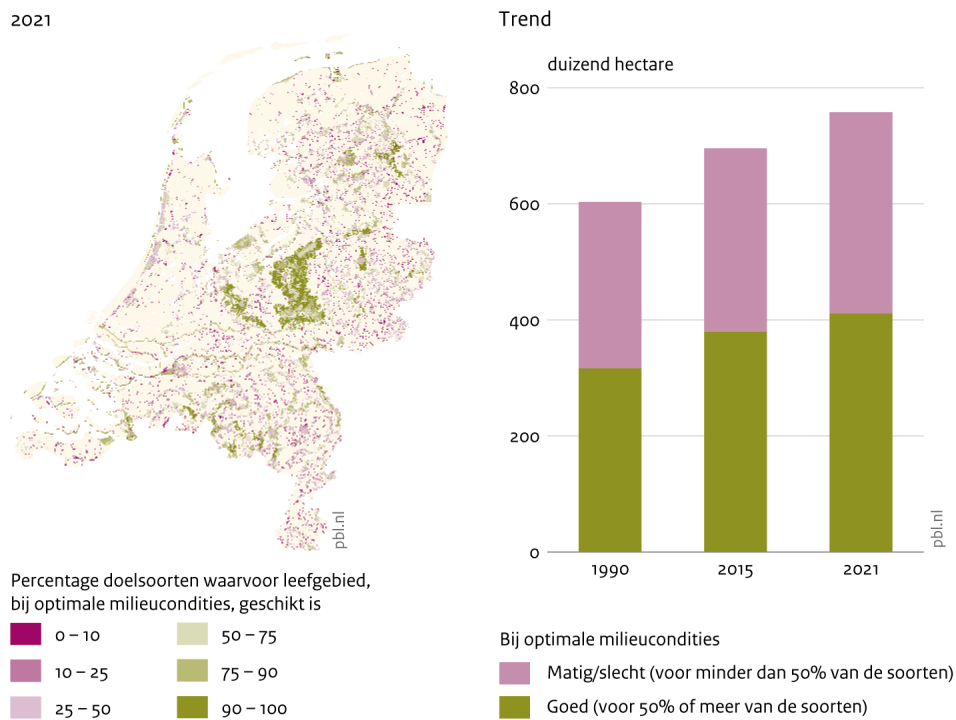 2021
pbl.nl
Percentage doelsoorten waarvoor leefgebied,
bij optimale milieucondities, geschikt is
0 – 10
10 – 25
25 – 50
50 – 75
75 – 90
90 – 100
Trend
duizend hectare
800
600
400
200
0
1990
2015
2021
pbl.nl
Bij optimale milieucondities
Matig/slecht (voor minder dan 50% van de soorten)
Goed (voor 50% of meer van de soorten)